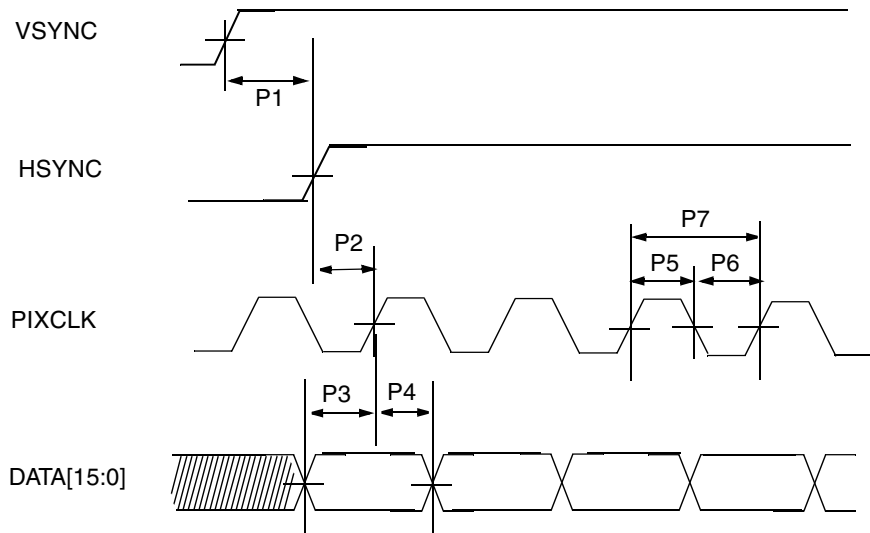 VSYNC
P1
HSYNC
P2
P7
P5
P6
PIXCLK
P3
P4
DATA[15:0]